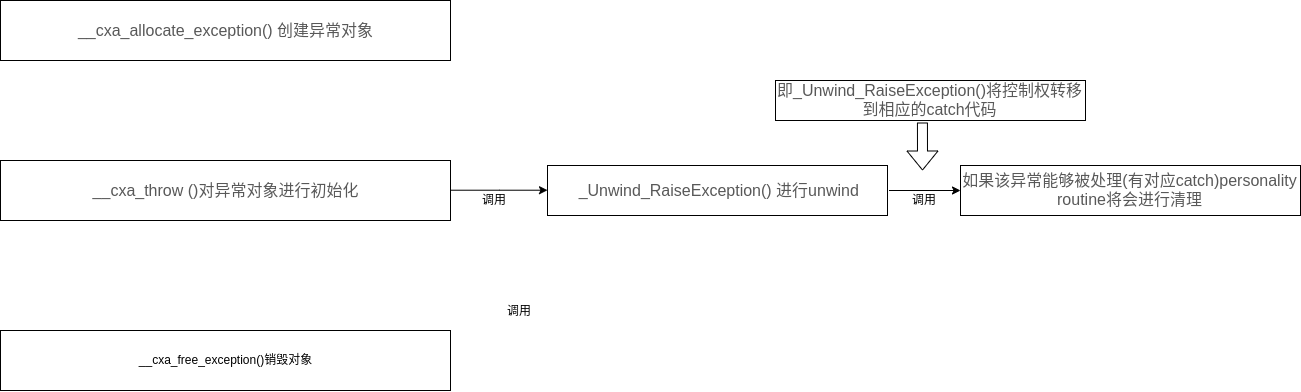 __cxa_allocate_exception() 创建异常对象
即_Unwind_RaiseException()将控制权转移
到相应的catch代码
__cxa_throw ()对异常对象进行初始化
调用
_Unwind_RaiseException() 进行unwind
调用
如果该异常能够被处理(有对应catch)personality
routine将会进行清理
调用
__cxa_free_exception()销毁对象